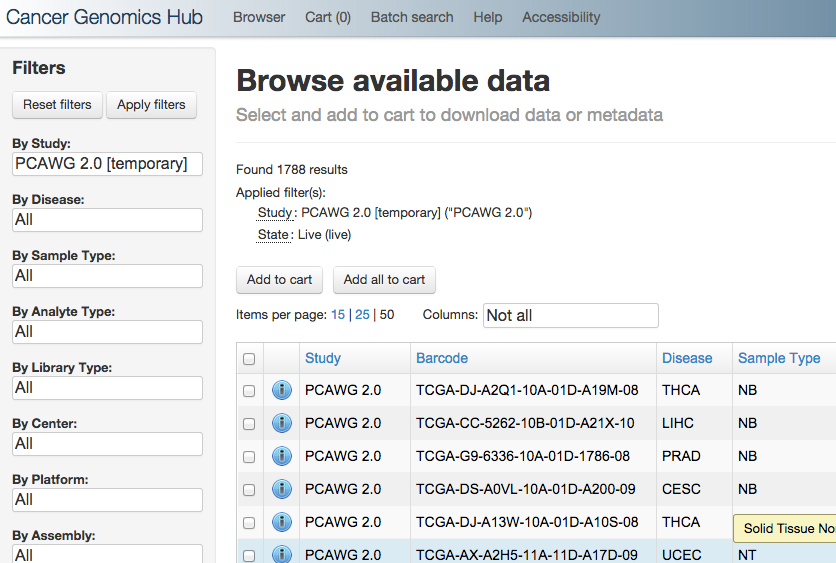 Cancer Genomics Hub Browser Cart (0) Batch search Help Accessibility
Filters
Reset filters Apply filters
By Study:
PCAWG 2.0 [temporary]
By Disease:
All
By Sample Type:
All
By Analyte Type:
All
By Library Type:
All
By Center:
All
By Platform:
All
By Assembly:
All
Browse available data
Select and add to cart to download data or metadata
Found 1788 results
Applied filter(s):
Study: PCAWG 2.0 [temporary] ("PCAWG 2.0")
State: Live (live)
Add to cart Add all to cart
Items per page: 15 | 25 | 50 Columns: Not all
Study Barcode Disease Sample Type
PCAWG 2.0 TCGA-DJ-A2Q1-10A-01D-A19M-08 THCA NB
PCAWG 2.0 TCGA-CC-5262-10B-01D-A21X-10 LIHC NB
PCAWG 2.0 TCGA-G9-6336-10A-01D-1786-08 PRAD NB
PCAWG 2.0 TCGA-DS-A0VL-10A-01D-A200-09 CESC NB
PCAWG 2.0 TCGA-DJ-A13W-10A-01D-A10S-08 THCA Solid Tissue No
PCAWG 2.0 TCGA-AX-A2H5-11A-11D-A17D-09 UCEC NT